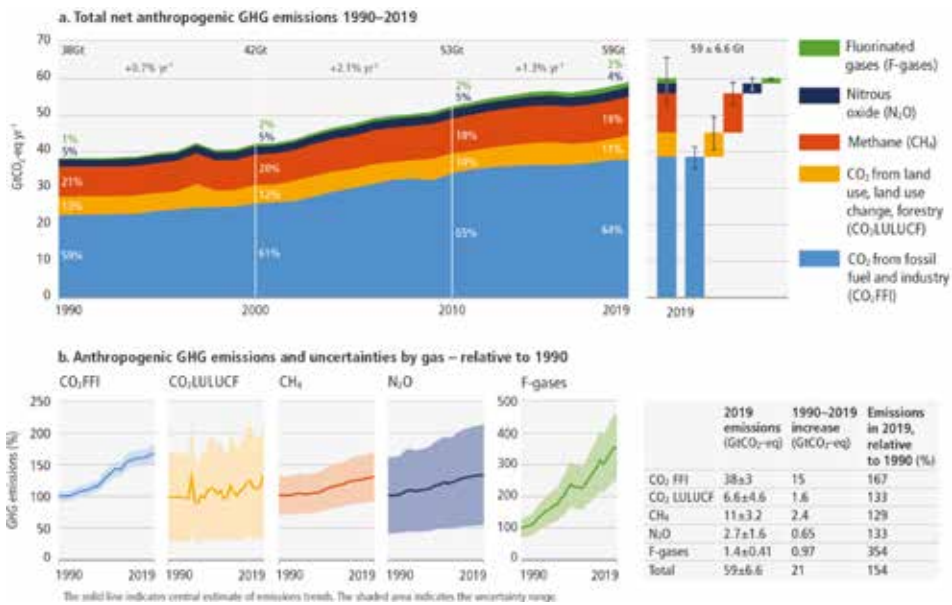 a. Total net anthropogenic GHG emissions 1990–2019
GtCO₂-eq yr⁻¹
70
60
50
40
30
20
10
0
38Gt
42Gt
53Gt
59Gt
+0.7% yr⁻¹
+2.1% yr⁻¹
+1.3% yr⁻¹
1%
5%
21%
13%
59%
2%
5%
20%
12%
61%
2%
5%
18%
10%
65%
2%
4%
18%
11%
64%
1990
2000
2010
2019
59 ± 6.6 Gt
2019
Fluorinated
gases (F-gases)
Nitrous
oxide (N₂O)
Methane (CH₄)
CO₂ from land
use, land use
change, forestry
(CO₂LULUCF)
CO₂ from fossil
fuel and industry
(CO₂FFI)
b. Anthropogenic GHG emissions and uncertainties by gas – relative to 1990
GHG emissions (%)
CO₂FFI
CO₂LULUCF
CH₄
N₂O
F-gases
250
200
150
100
50
0
500
400
300
200
100
0
1990 2019
1990 2019
1990 2019
1990 2019
1990 2019
2019 emissions (GtCO₂-eq) 1990–2019 increase (GtCO₂-eq) Emissions in 2019, relative to 1990 (%)
CO₂ FFI 38±3 15 167
CO₂ LULUCF 6.6±4.6 1.6 133
CH₄ 11±3.2 2.4 129
N₂O 2.7±1.6 0.65 133
F-gases 1.4±0.41 0.97 354
Total 59±6.6 21 154
The solid line indicates central estimate of emissions trends. The shaded area indicates the uncertainty range.